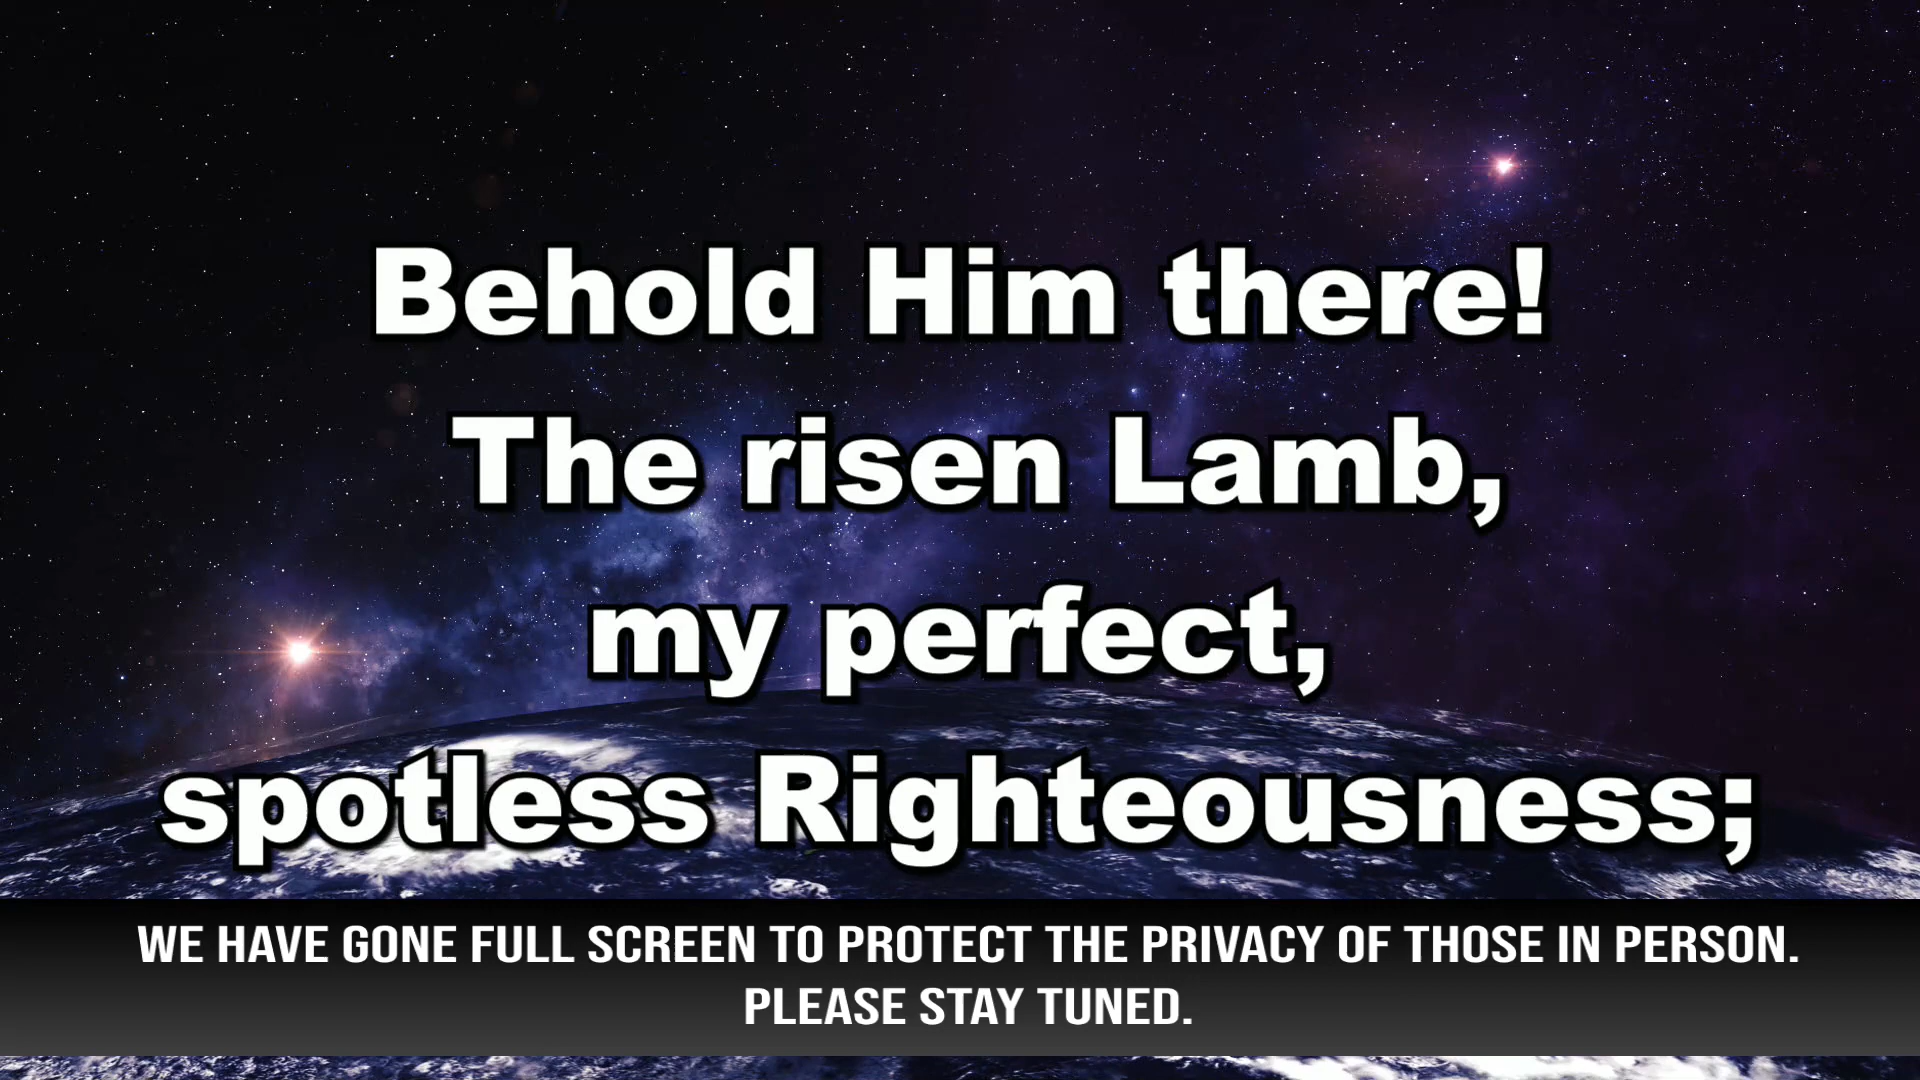 Behold Him there!
The risen Lamb,
my perfect,
spotless Righteousness;
WE HAVE GONE FULL SCREEN TO PROTECT THE PRIVACY OF THOSE IN PERSON.
PLEASE STAY TUNED.